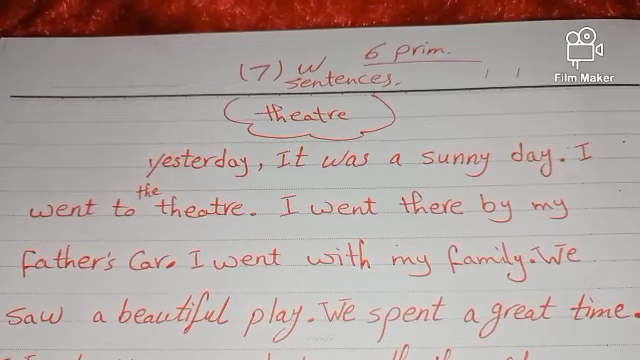 6 prim.
(7) W
sentences.
Film Maker
theatre
yesterday, It was a sunny day. I
went to the theatre. I went there by my
Father's Car. I went with my family. We
saw a beautiful play. We spent a great time.